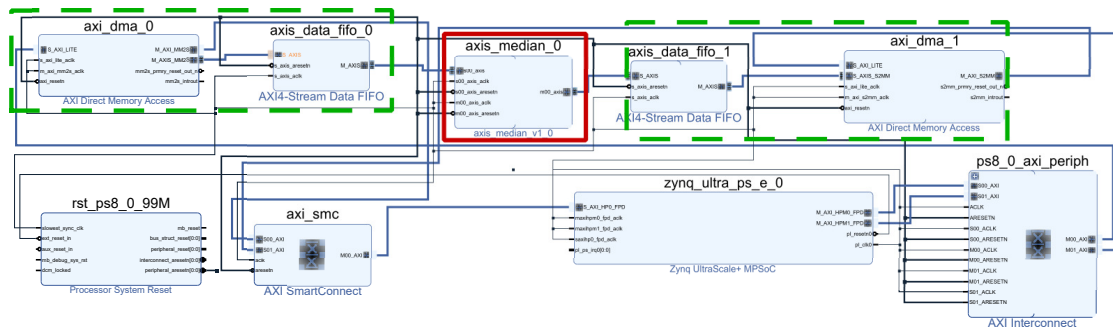 axi_dma_0
S_AXI_LITE
s_axi_lite_aclk
m_axi_mm2s_aclk
axi_resetn
M_AXI_MM2S
M_AXIS_MM2S
mm2s_prmry_reset_out_n
mm2s_introut
AXI Direct Memory Access
axis_data_fifo_0
S_AXIS
s_axis_aresetn
s_axis_aclk
M_AXIS
AXI4-Stream Data FIFO
axis_median_0
s00_axis
s00_axis_aclk
s00_axis_aresetn
m00_axis_aclk
m00_axis_aresetn
m00_axis
axis_median_v1_0
axis_data_fifo_1
S_AXIS
s_axis_aresetn
s_axis_aclk
M_AXIS
AXI4-Stream Data FIFO
axi_dma_1
S_AXI_LITE
S_AXIS_S2MM
s_axi_lite_aclk
m_axi_s2mm_aclk
axi_resetn
M_AXI_S2MM
s2mm_prmry_reset_out_n
s2mm_introut
AXI Direct Memory Access
rst_ps8_0_99M
slowest_sync_clk
ext_reset_in
aux_reset_in
mb_debug_sys_rst
dcm_locked
mb_reset
bus_struct_reset[0:0]
peripheral_reset[0:0]
interconnect_aresetn[0:0]
peripheral_aresetn[0:0]
Processor System Reset
axi_smc
S00_AXI
S01_AXI
aclk
aresetn
M00_AXI
AXI SmartConnect
zynq_ultra_ps_e_0
S_AXI_HP0_FPD
maxihpm0_fpd_aclk
maxihpm1_fpd_aclk
saxihp0_fpd_aclk
pl_ps_irq0[0:0]
M_AXI_HPM0_FPD
M_AXI_HPM1_FPD
pl_resetn0
pl_clk0
Zynq UltraScale+ MPSoC
ps8_0_axi_periph
S00_AXI
S01_AXI
ACLK
ARESETN
S00_ACLK
S00_ARESETN
M00_ACLK
M00_ARESETN
M01_ACLK
M01_ARESETN
S01_ACLK
S01_ARESETN
M00_AXI
M01_AXI
AXI Interconnect